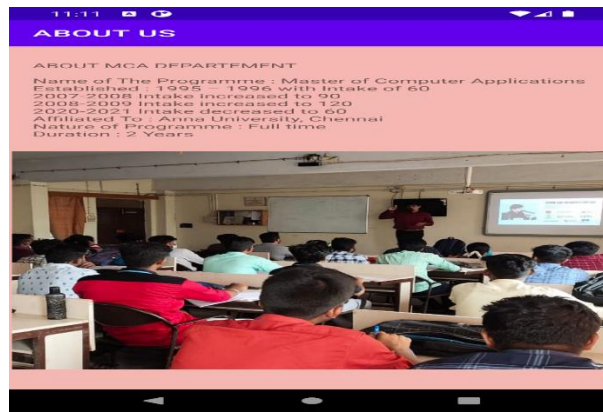 11:11
ABOUT US
ABOUT MCA DEPARTEMENT
Name of The Programme : Master of Computer Applications
Established : 1995 – 1996 with Intake of 60
2007-2008 Intake increased to 90
2008-2009 Intake increased to 120
2020-2021 Intake decreased to 60
Affiliated To : Anna University, Chennai
Nature of Programme : Full time
Duration : 2 Years